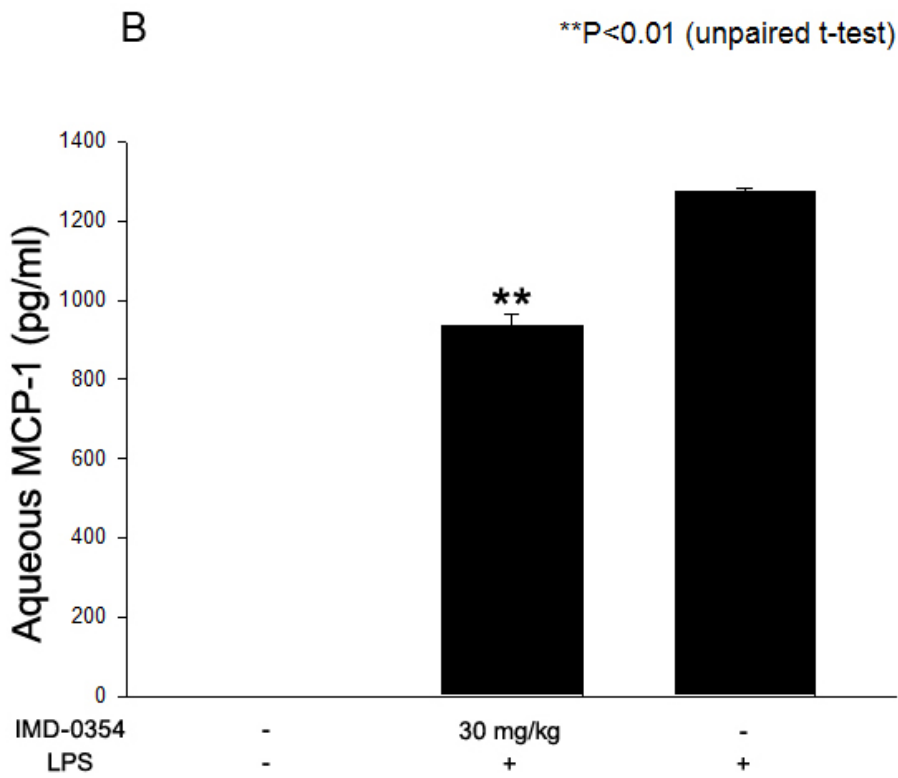 B
**P<0.01 (unpaired t-test)
Aqueous MCP-1 (pg/ml)
1400
1200
1000
800
600
400
200
0
**
IMD-0354 - 30 mg/kg -
LPS - + +